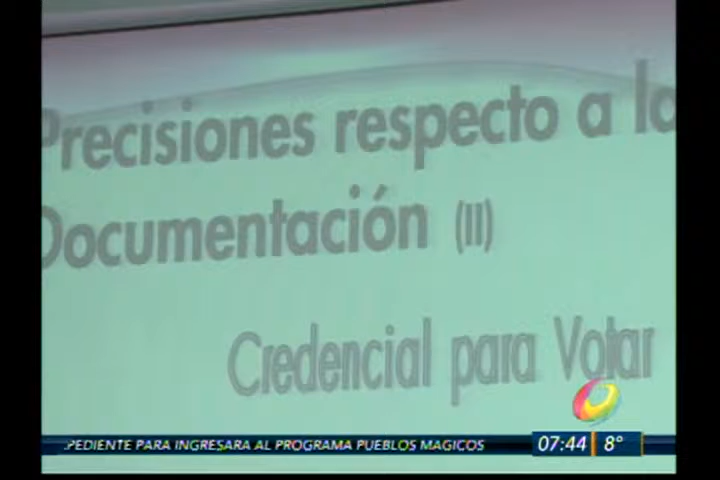 Precisiones respecto a la
Documentación (II)
Credencial para Votar
PEDIENTE PARA INGRESARA AL PROGRAMA PUEBLOS MAGICOS
07:44 8°